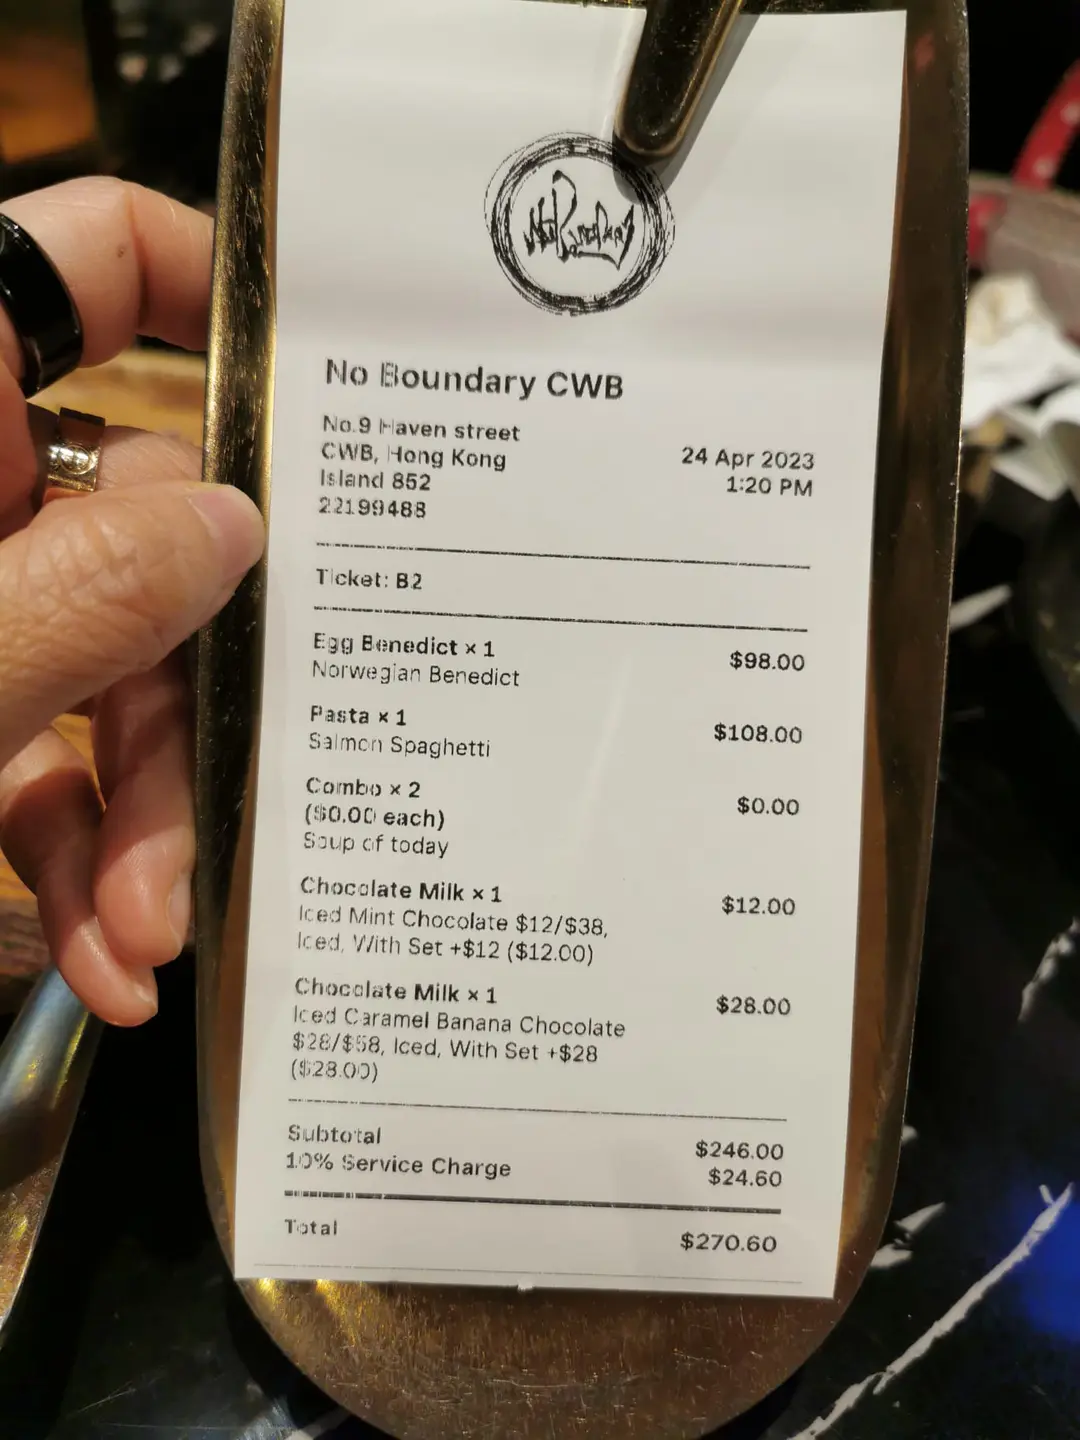 No Boundary
No Boundary CWB
No.9 Haven street
CWB, Hong Kong
Island 852
22199488
24 Apr 2023
1:20 PM
Ticket: B2
Egg Benedict × 1 $98.00
Norwegian Benedict
Pasta × 1 $108.00
Salmon Spaghetti
Combo × 2 $0.00
($0.00 each)
Soup of today
Chocolate Milk × 1 $12.00
Iced Mint Chocolate $12/$38,
Iced, With Set +$12 ($12.00)
Chocolate Milk × 1 $28.00
Iced Caramel Banana Chocolate
$28/$58, Iced, With Set +$28
($28.00)
Subtotal $246.00
10% Service Charge $24.60
Total $270.60